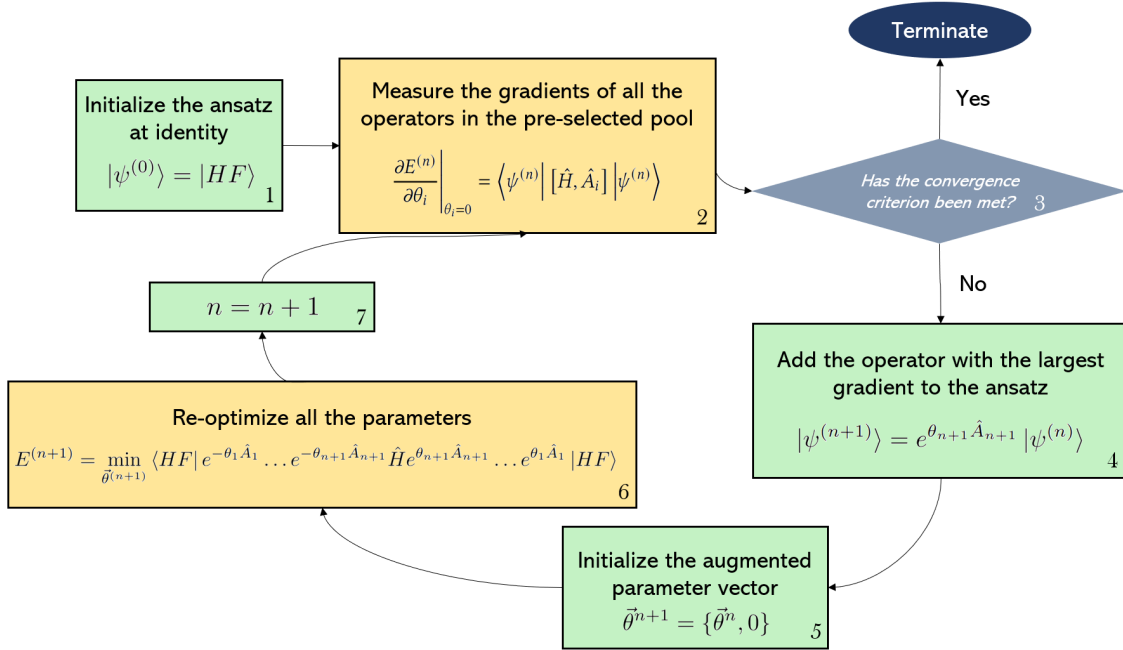 Terminate
Yes
Initialize the ansatz
at identity
|ψ^{(0)}⟩ = |HF⟩
1
Measure the gradients of all the
operators in the pre-selected pool
∂E^{(n)}/∂θ_i|_{θ_i=0} = ⟨ψ^{(n)}| [Ĥ, Â_i] |ψ^{(n)}⟩
2
Has the convergence
criterion been met?
3
No
Add the operator with the largest
gradient to the ansatz
|ψ^{(n+1)}⟩ = e^{θ_{n+1}Â_{n+1}} |ψ^{(n)}⟩
4
Initialize the augmented
parameter vector
θ⃗^{n+1} = {θ⃗^n, 0}
5
Re-optimize all the parameters
E^{(n+1)} = min_{θ⃗^{(n+1)}} ⟨HF| e^{-θ_1Â_1} … e^{-θ_{n+1}Â_{n+1}} Ĥ e^{θ_{n+1}Â_{n+1}} … e^{θ_1Â_1} |HF⟩
6
n = n + 1
7